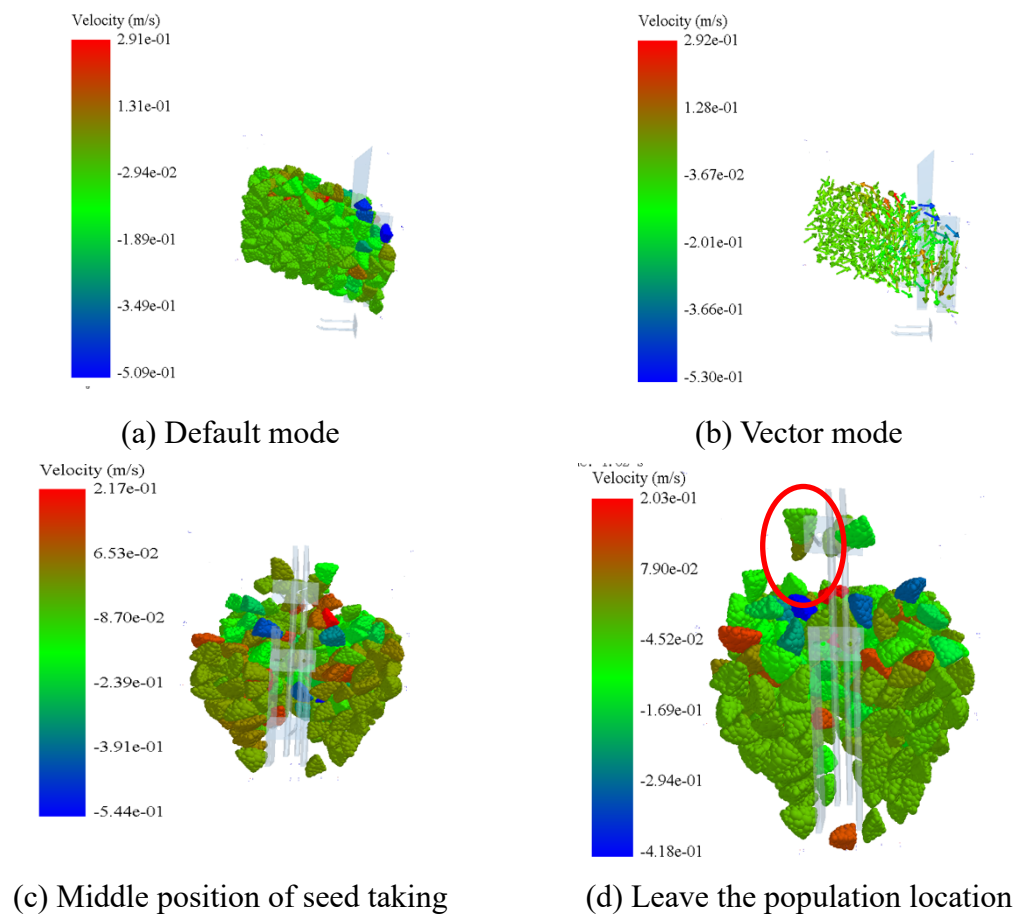 Velocity (m/s)
2.91e-01
1.31e-01
-2.94e-02
-1.89e-01
-3.49e-01
-5.09e-01
(a) Default mode
Velocity (m/s)
2.92e-01
1.28e-01
-3.67e-02
-2.01e-01
-3.66e-01
-5.30e-01
(b) Vector mode
Velocity (m/s)
2.17e-01
6.53e-02
-8.70e-02
-2.39e-01
-3.91e-01
-5.44e-01
(c) Middle position of seed taking
Velocity (m/s)
2.03e-01
7.90e-02
-4.52e-02
-1.69e-01
-2.94e-01
-4.18e-01
(d) Leave the population location